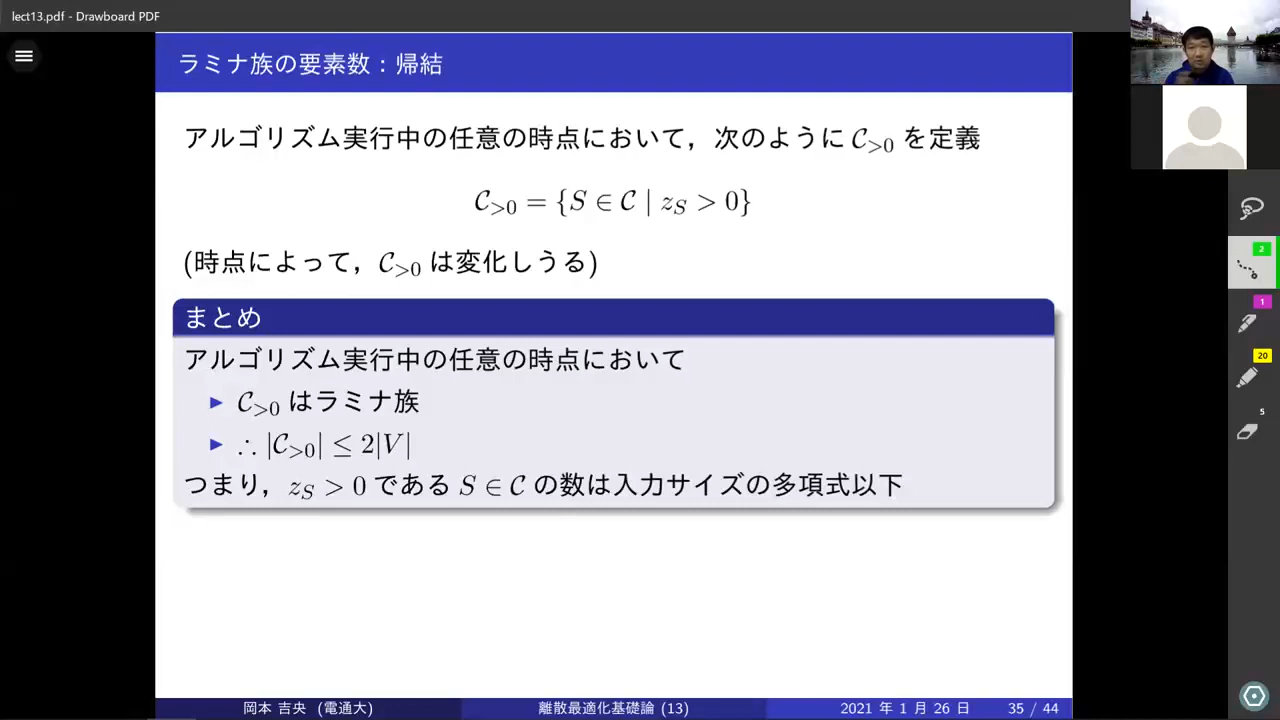 lect13.pdf - Drawboard PDF
ラミナ族の要素数：帰結
アルゴリズム実行中の任意の時点において，次のように 𝒞>0 を定義
𝒞>0 = {S ∈ 𝒞 | zS > 0}
(時点によって，𝒞>0 は変化しうる)
まとめ
アルゴリズム実行中の任意の時点において
▶ 𝒞>0 はラミナ族
▶ ∴ |𝒞>0| ≤ 2|V|
つまり，zS > 0 である S ∈ 𝒞 の数は入力サイズの多項式以下
2
1
20
5
岡本 吉央 (電通大) 離散最適化基礎論 (13) 2021 年 1 月 26 日 35 / 44